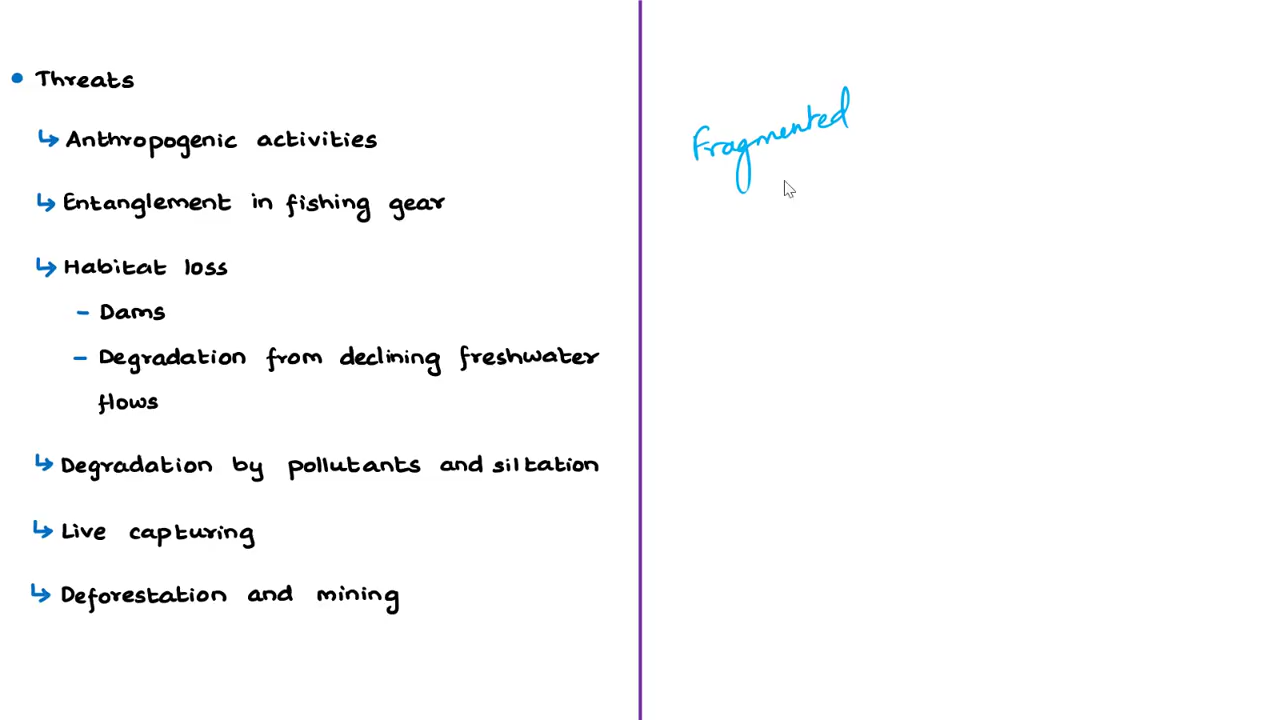 Threats
Anthropogenic activities
Entanglement in fishing gear
Habitat loss
- Dams
- Degradation from declining freshwater
flows
Degradation by pollutants and siltation
Live capturing
Deforestation and mining
Fragmented